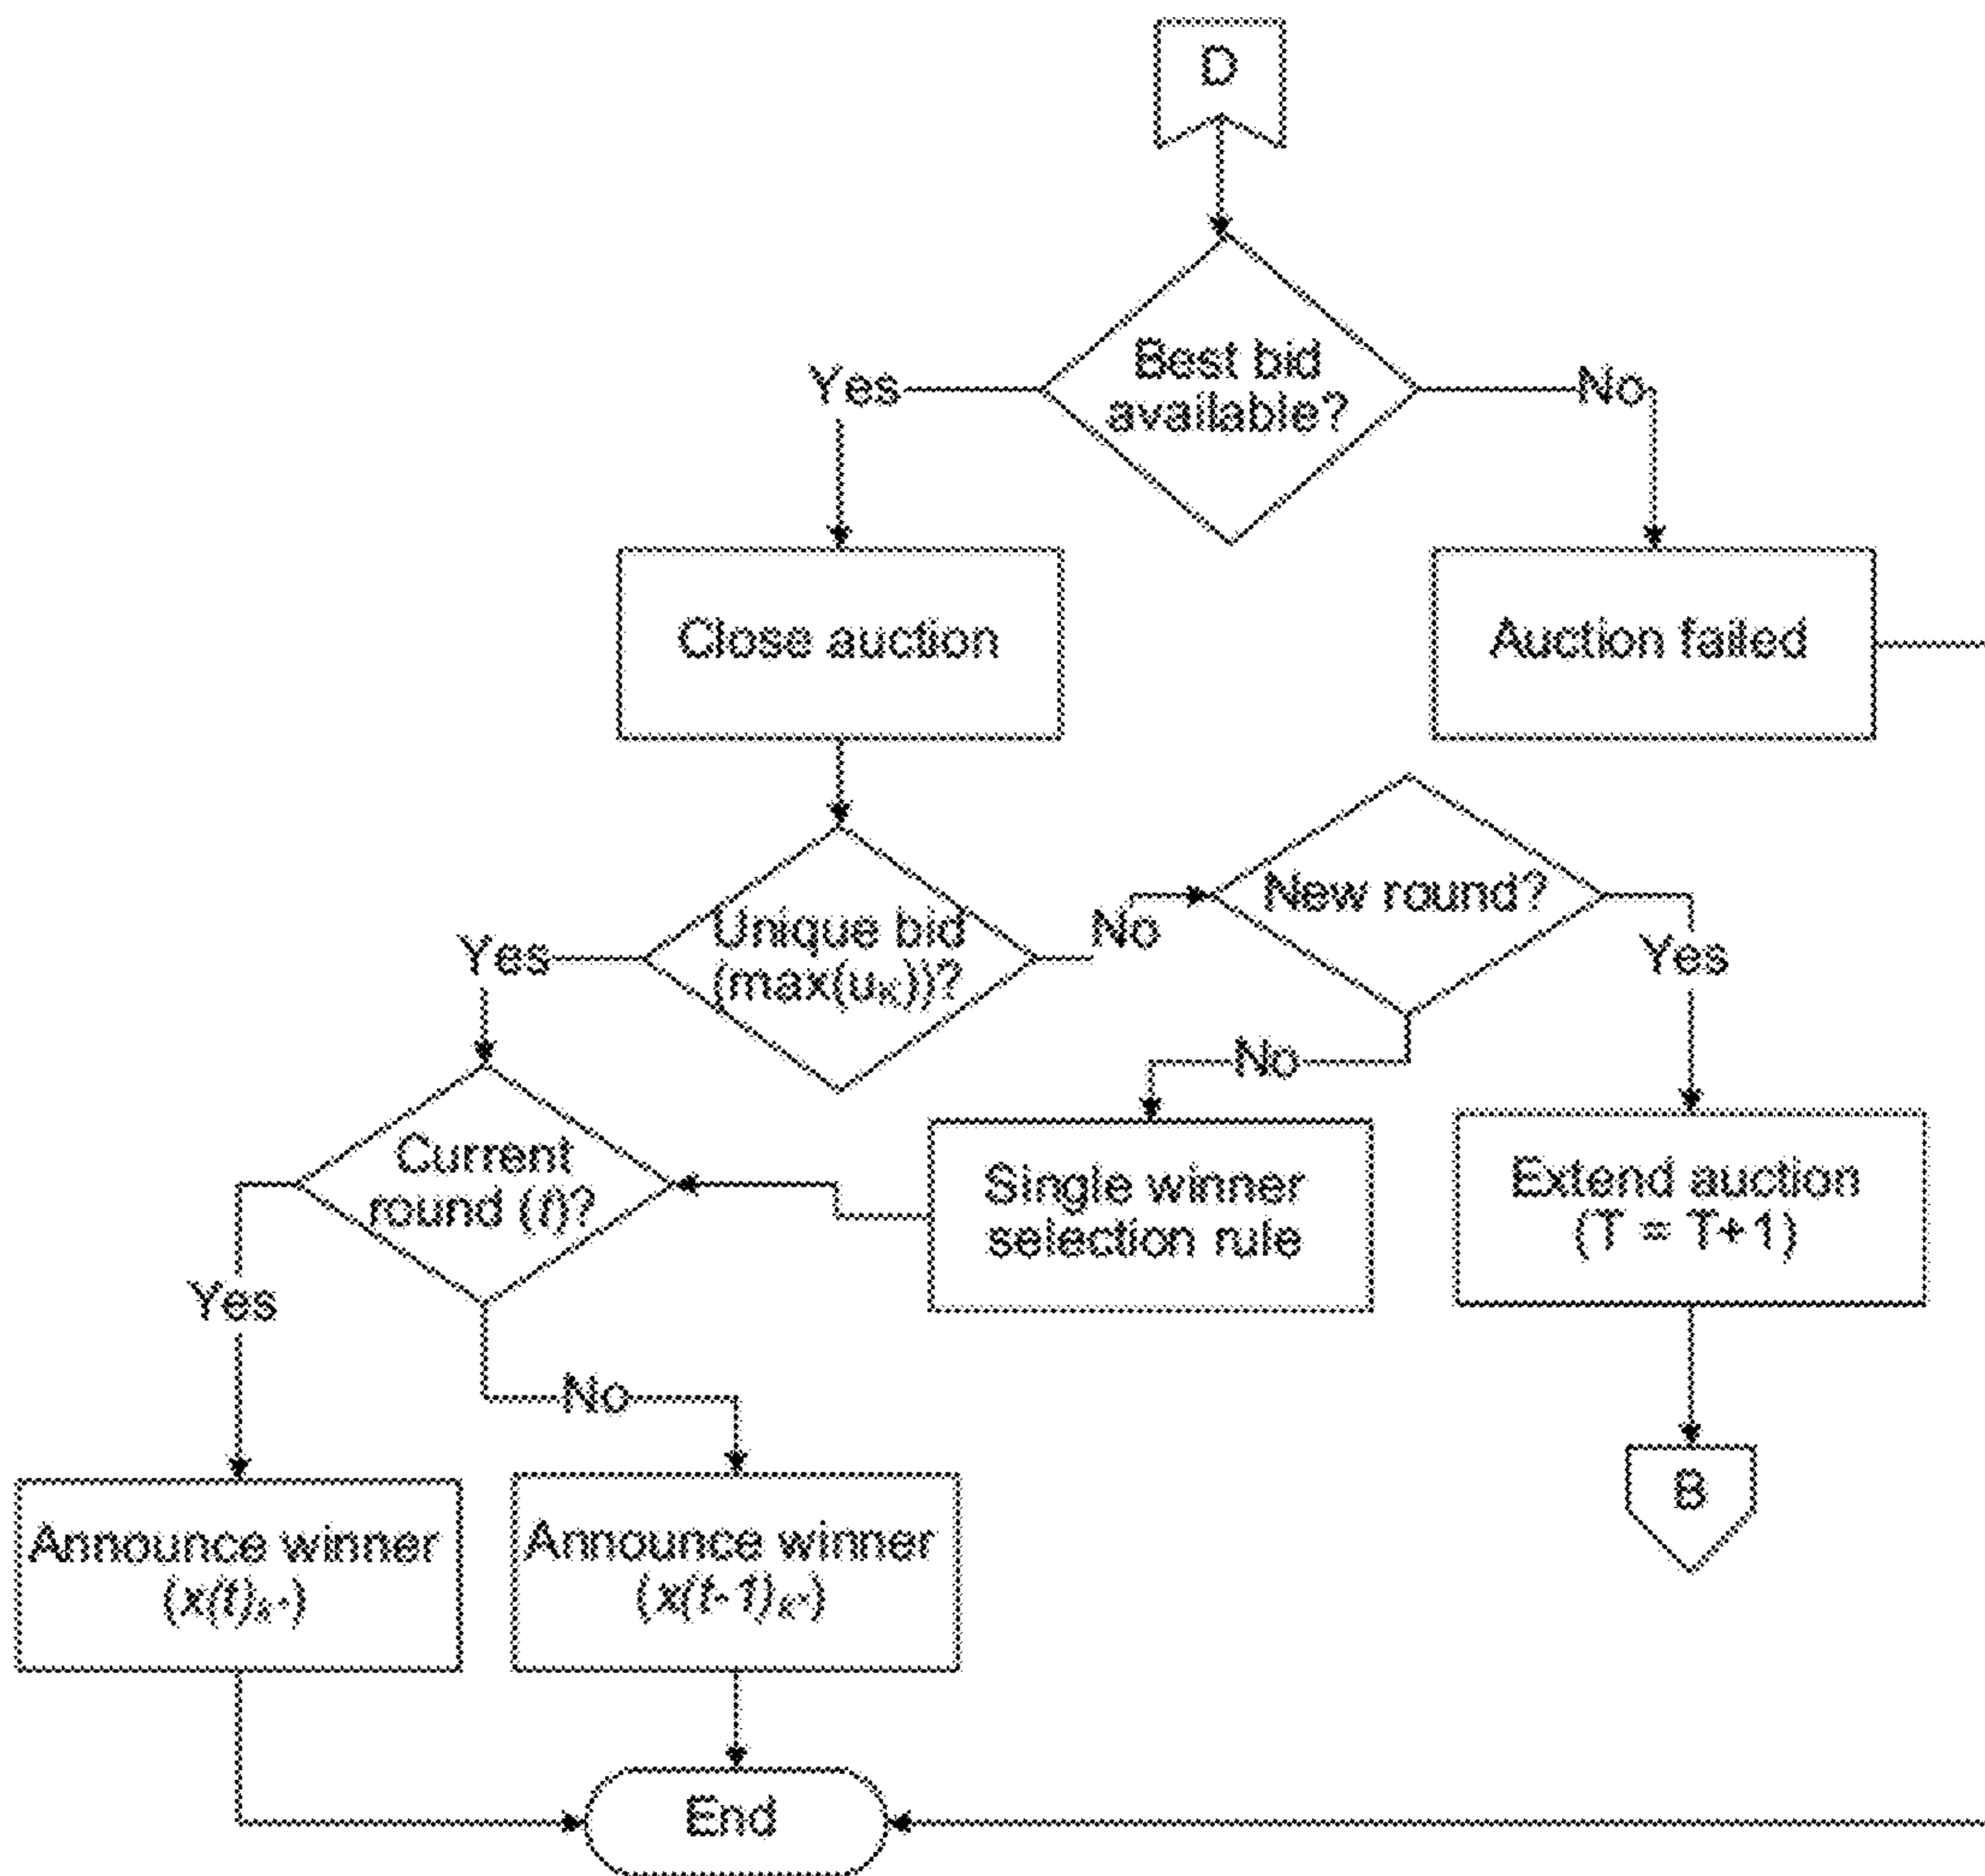 D
Best bid
available?
Yes
No
Close auction
Auction failed
Unique bid
(max(uₖ))?
Yes
No
New round?
Yes
No
Current
round (t)?
Single winner
selection rule
Extend auction
(T = T+1)
Yes
No
B
Announce winner
(x(t)ₖ*)
Announce winner
(x(t-1)ₖ*)
End